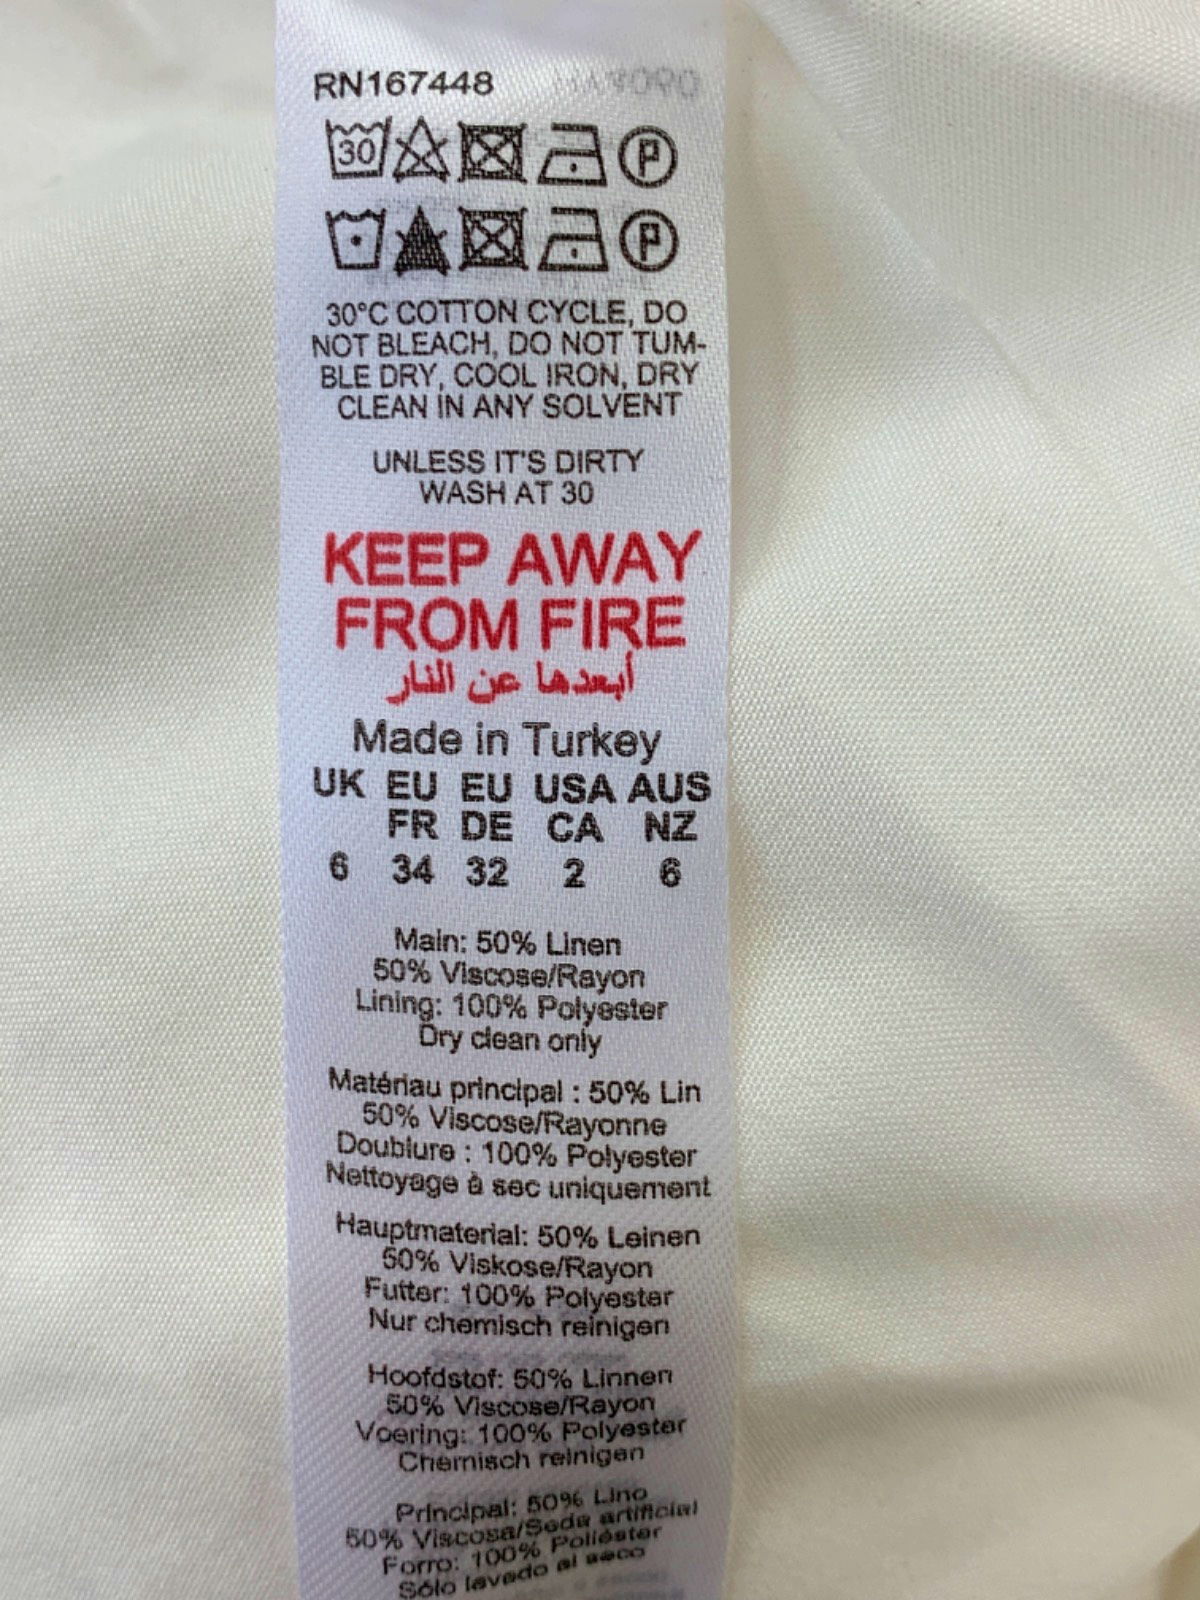 RN167448
30
P
P
30°C COTTON CYCLE, DO
NOT BLEACH, DO NOT TUM-
BLE DRY, COOL IRON, DRY
CLEAN IN ANY SOLVENT
UNLESS IT'S DIRTY
WASH AT 30
KEEP AWAY
FROM FIRE
أبعدها عن النار
Made in Turkey
UK EU EU USA AUS
FR DE CA NZ
6 34 32 2 6
Main: 50% Linen
50% Viscose/Rayon
Lining: 100% Polyester
Dry clean only
Matériau principal : 50% Lin
50% Viscose/Rayonne
Doublure : 100% Polyester
Nettoyage à sec uniquement
Hauptmaterial: 50% Leinen
50% Viskose/Rayon
Futter: 100% Polyester
Nur chemisch reinigen
Hoofdstof: 50% Linnen
50% Viscose/Rayon
Voering: 100% Polyester
Chemisch reinigen
Principal: 50% Lino
50% Viscosa/Seda artificial
Forro: 100% Poliéster
Sólo lavado al seco